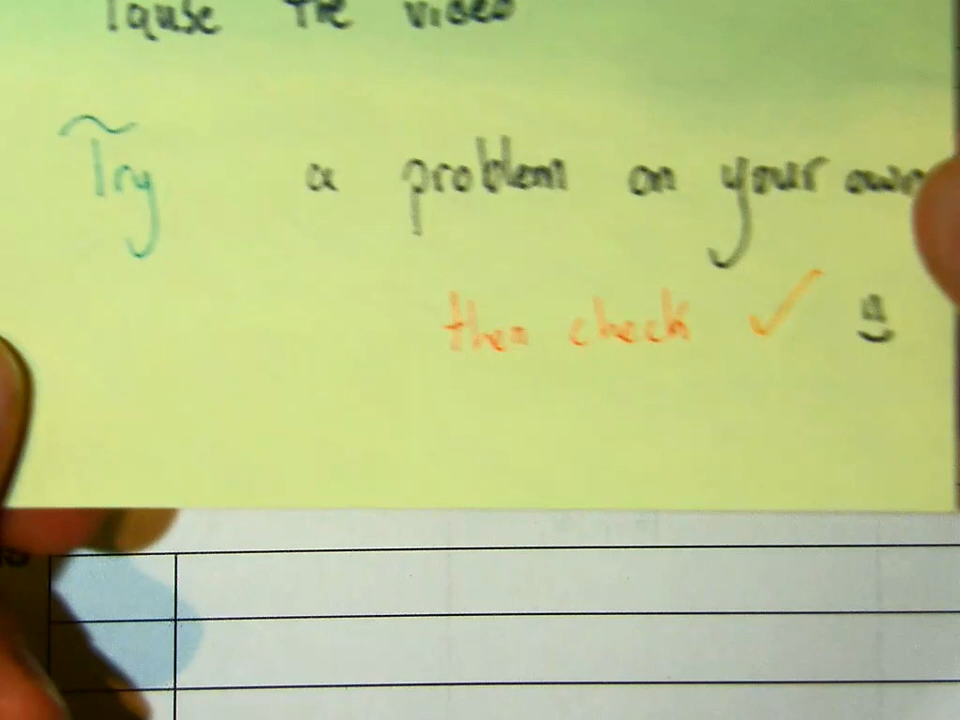 Pause the video
Try a problem on your own
then check ✓